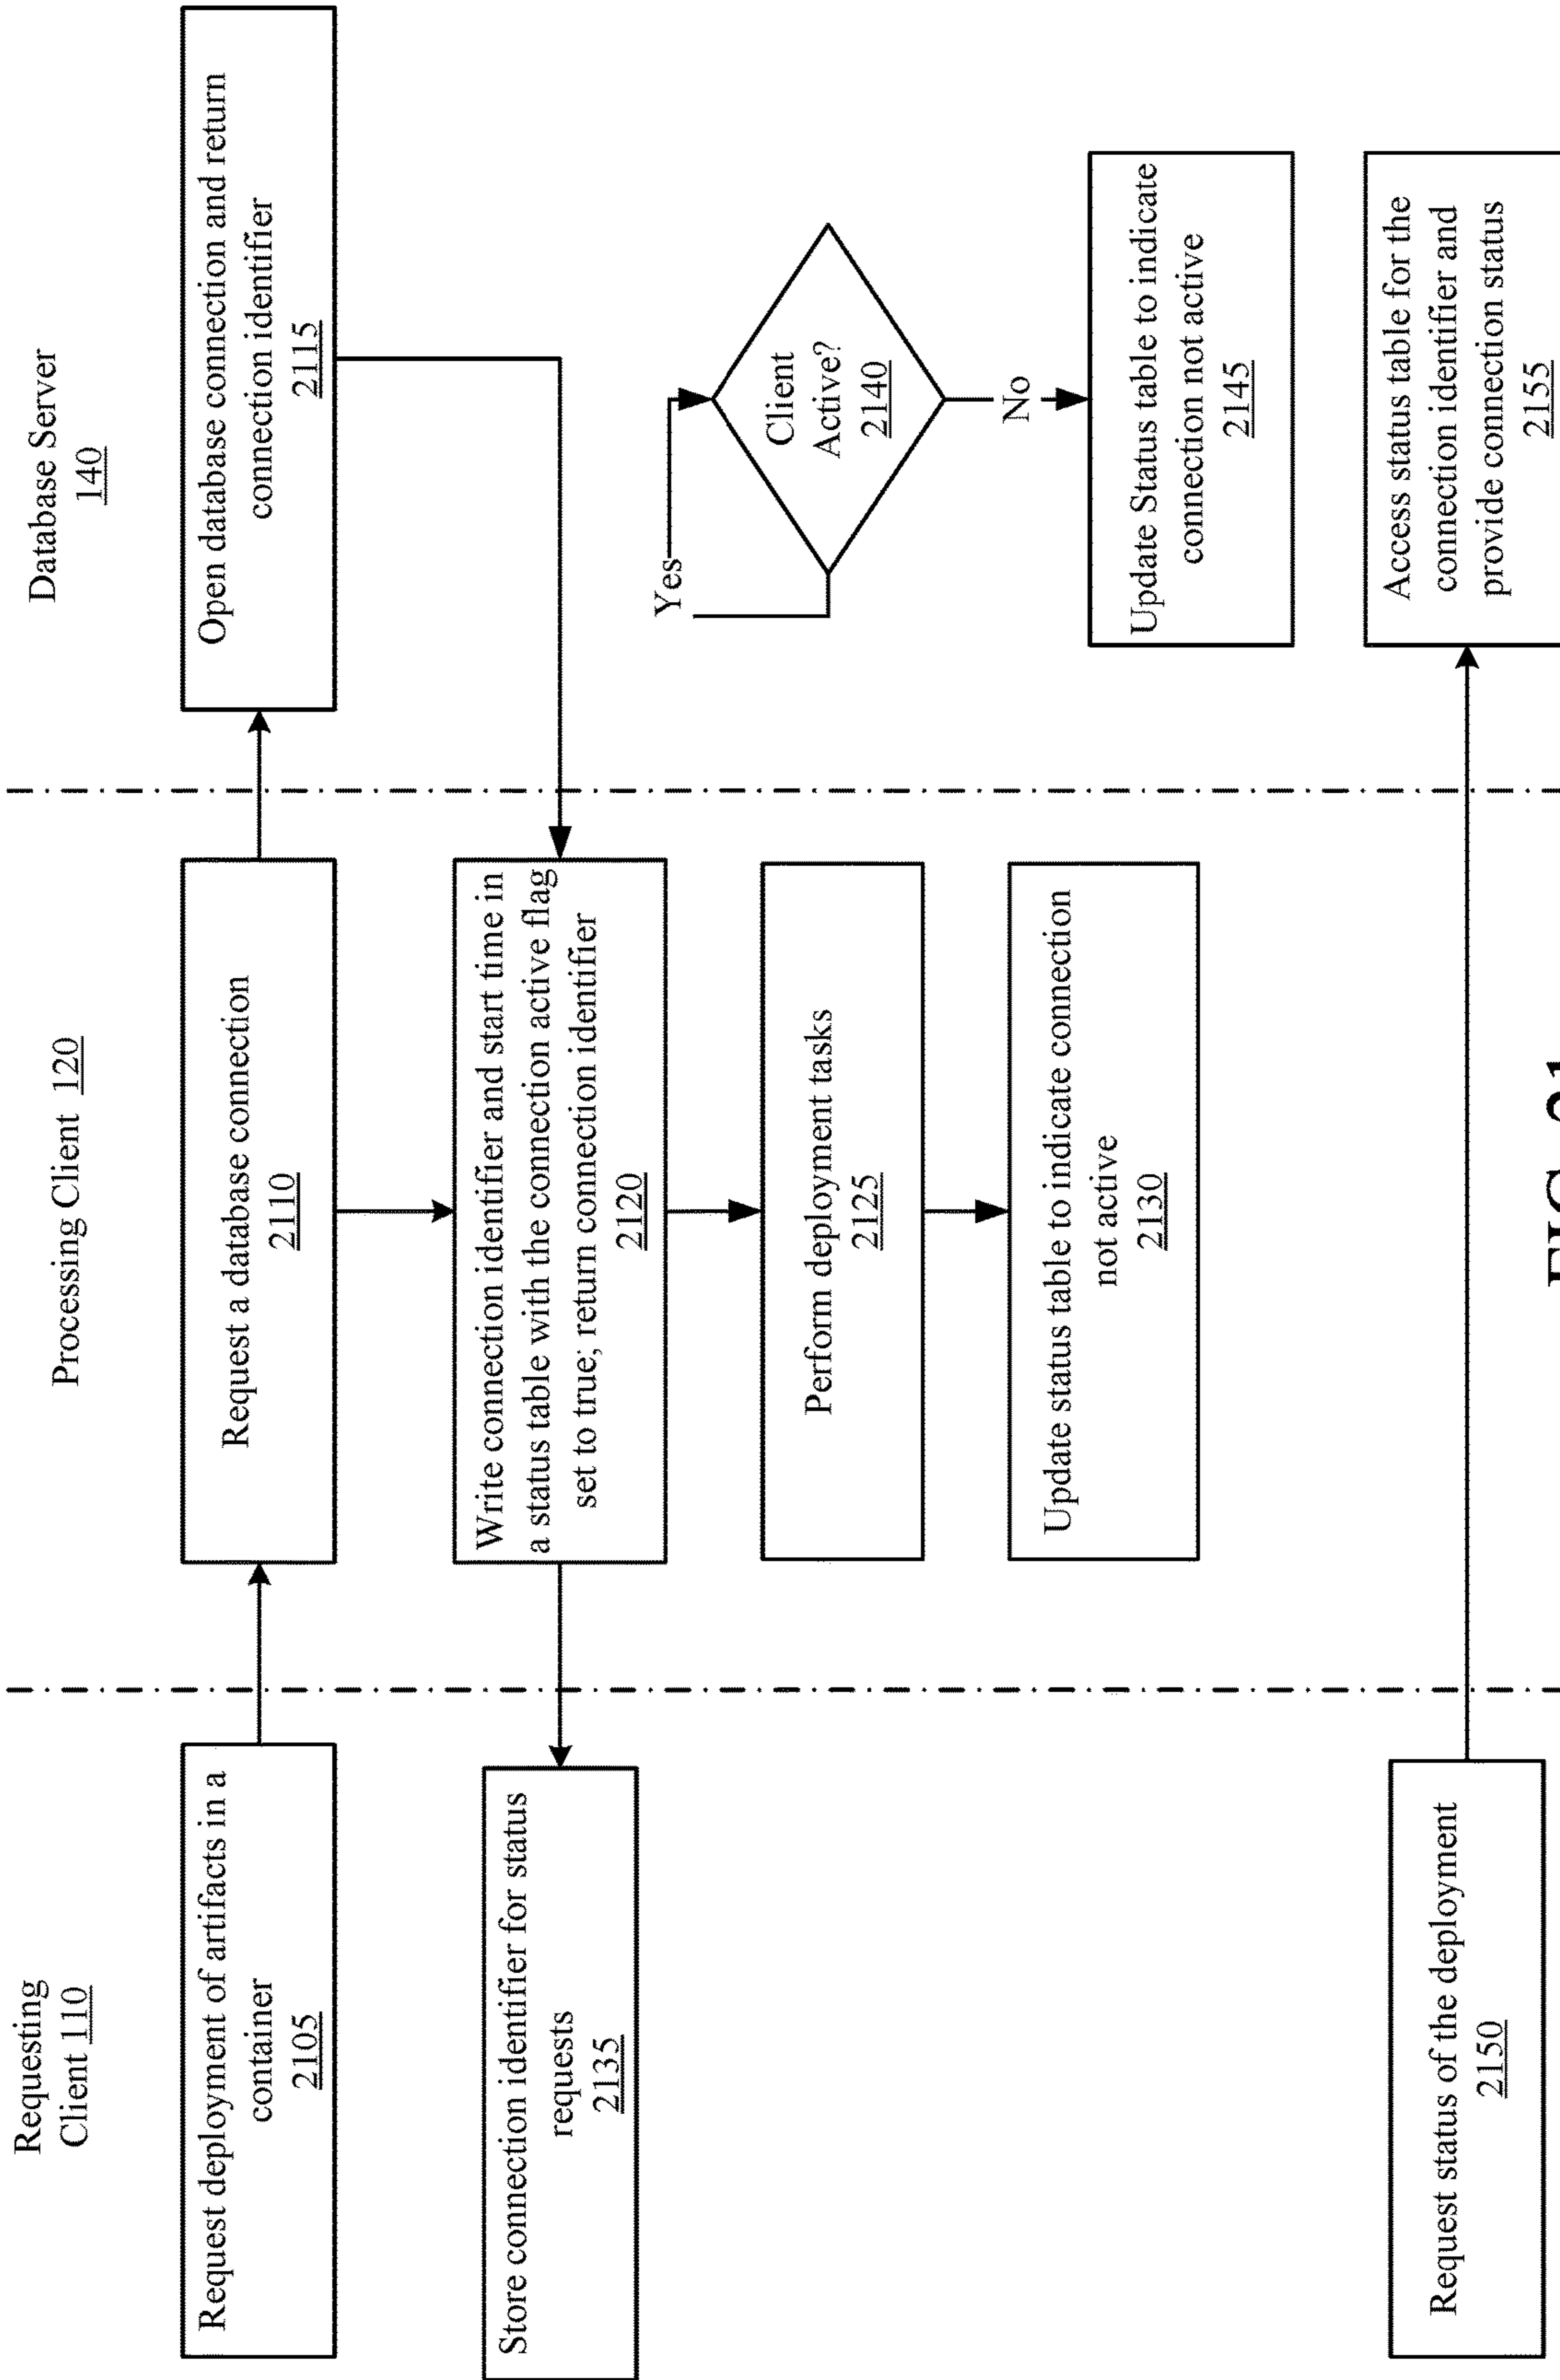 Requesting
Client 110
Processing Client 120
Database Server
140
Request deployment of artifacts in a
container
2105
Request a database connection
2110
Open database connection and return
connection identifier
2115
Store connection identifier for status
requests
2135
Write connection identifier and start time in
a status table with the connection active flag
set to true; return connection identifier
2120
Perform deployment tasks
2125
Update status table to indicate connection
not active
2130
Yes
Client
Active?
2140
No
Update Status table to indicate
connection not active
2145
Request status of the deployment
2150
Access status table for the
connection identifier and
provide connection status
2155